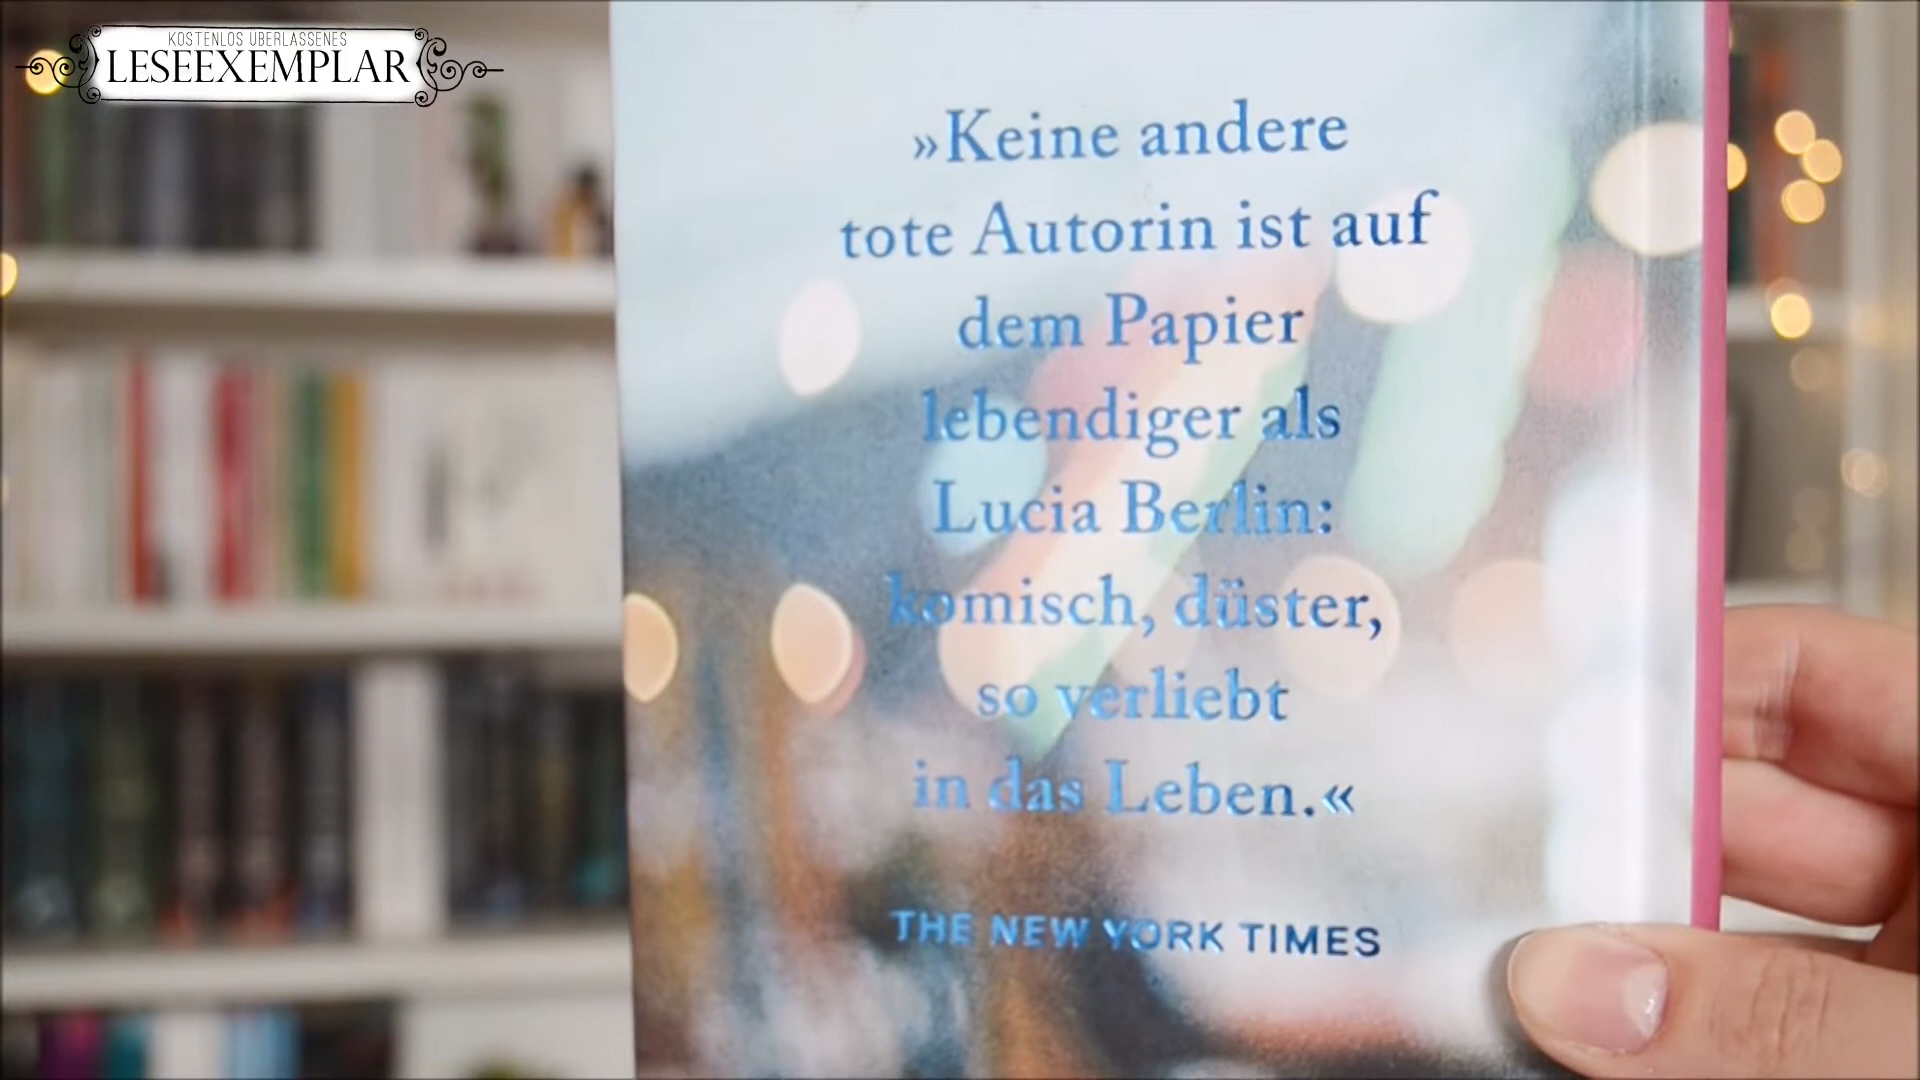 KOSTENLOS ÜBERLASSENES
LESEEXEMPLAR
»Keine andere
tote Autorin ist auf
dem Papier
lebendiger als
Lucia Berlin:
komisch, düster,
so verliebt
in das Leben.«
THE NEW YORK TIMES